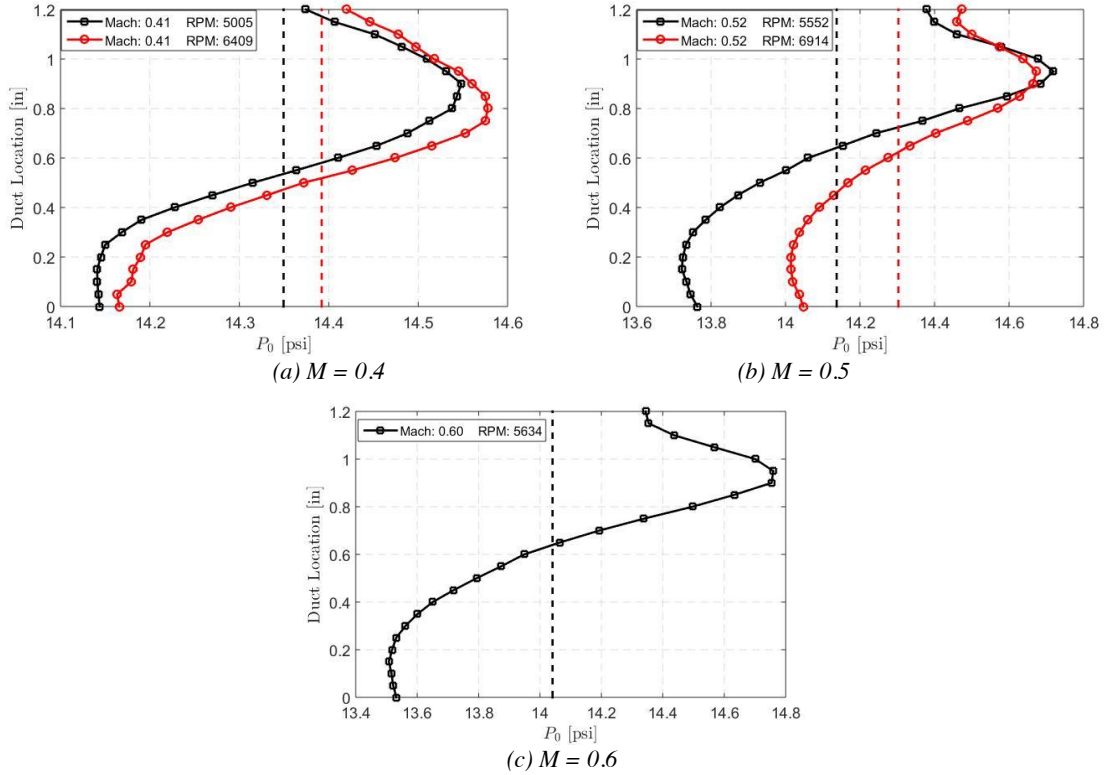 1.2
1
0.8
0.6
0.4
0.2
0
Duct Location [in]
Mach: 0.41 RPM: 5005
Mach: 0.41 RPM: 6409
14.1 14.2 14.3 14.4 14.5 14.6
P0 [psi]
(a) M = 0.4
1.2
1
0.8
0.6
0.4
0.2
0
Duct Location [in]
Mach: 0.52 RPM: 5552
Mach: 0.52 RPM: 6914
13.6 13.8 14 14.2 14.4 14.6 14.8
P0 [psi]
(b) M = 0.5
1.2
1
0.8
0.6
0.4
0.2
0
Duct Location [in]
Mach: 0.60 RPM: 5634
13.4 13.6 13.8 14 14.2 14.4 14.6 14.8
P0 [psi]
(c) M = 0.6